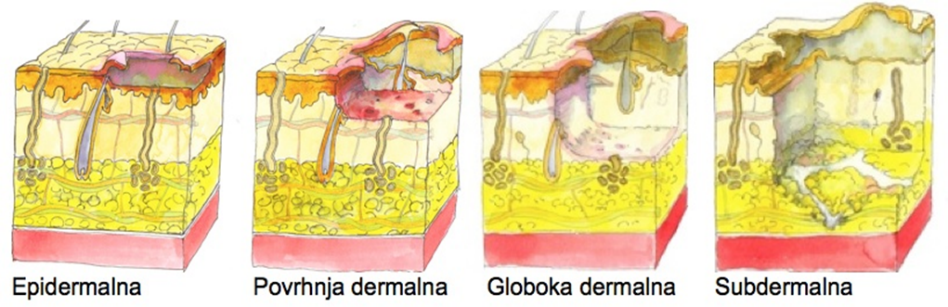 Epidermalna
Povrhnja dermalna
Globoka dermalna
Subdermalna